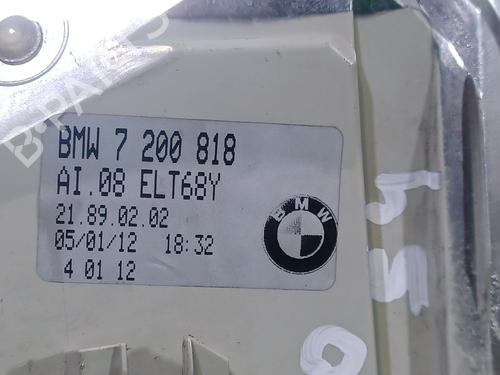 BMW 7 200 818
AI.08 ELT68Y
21.89.02.02
05/01/12 18:32
4 01 12
BMW